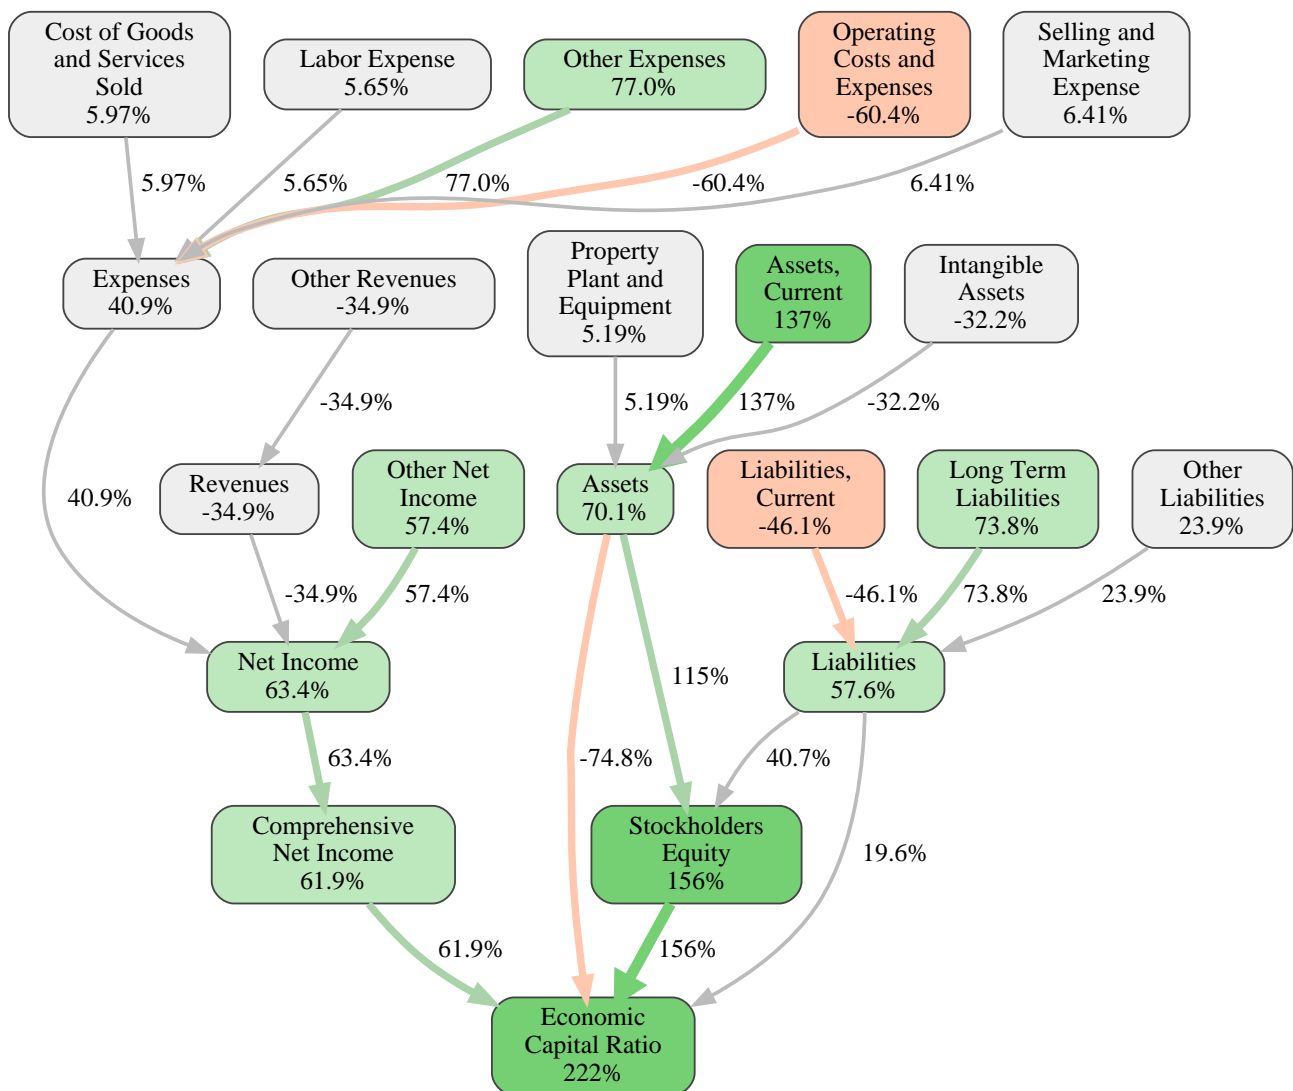 Cost of Goods
and Services
Sold
5.97%
Labor Expense
5.65%
Other Expenses
77.0%
Operating
Costs and
Expenses
-60.4%
Selling and
Marketing
Expense
6.41%
5.97%
5.65%
77.0%
-60.4%
6.41%
Expenses
40.9%
Other Revenues
-34.9%
Property
Plant and
Equipment
5.19%
Assets,
Current
137%
Intangible
Assets
-32.2%
-34.9%
5.19%
137%
-32.2%
40.9%
Revenues
-34.9%
Other Net
Income
57.4%
Assets
70.1%
Liabilities,
Current
-46.1%
Long Term
Liabilities
73.8%
Other
Liabilities
23.9%
-34.9%
57.4%
-46.1%
73.8%
23.9%
Net Income
63.4%
115%
Liabilities
57.6%
63.4%
-74.8%
40.7%
Comprehensive
Net Income
61.9%
Stockholders
Equity
156%
19.6%
61.9%
156%
Economic
Capital Ratio
222%